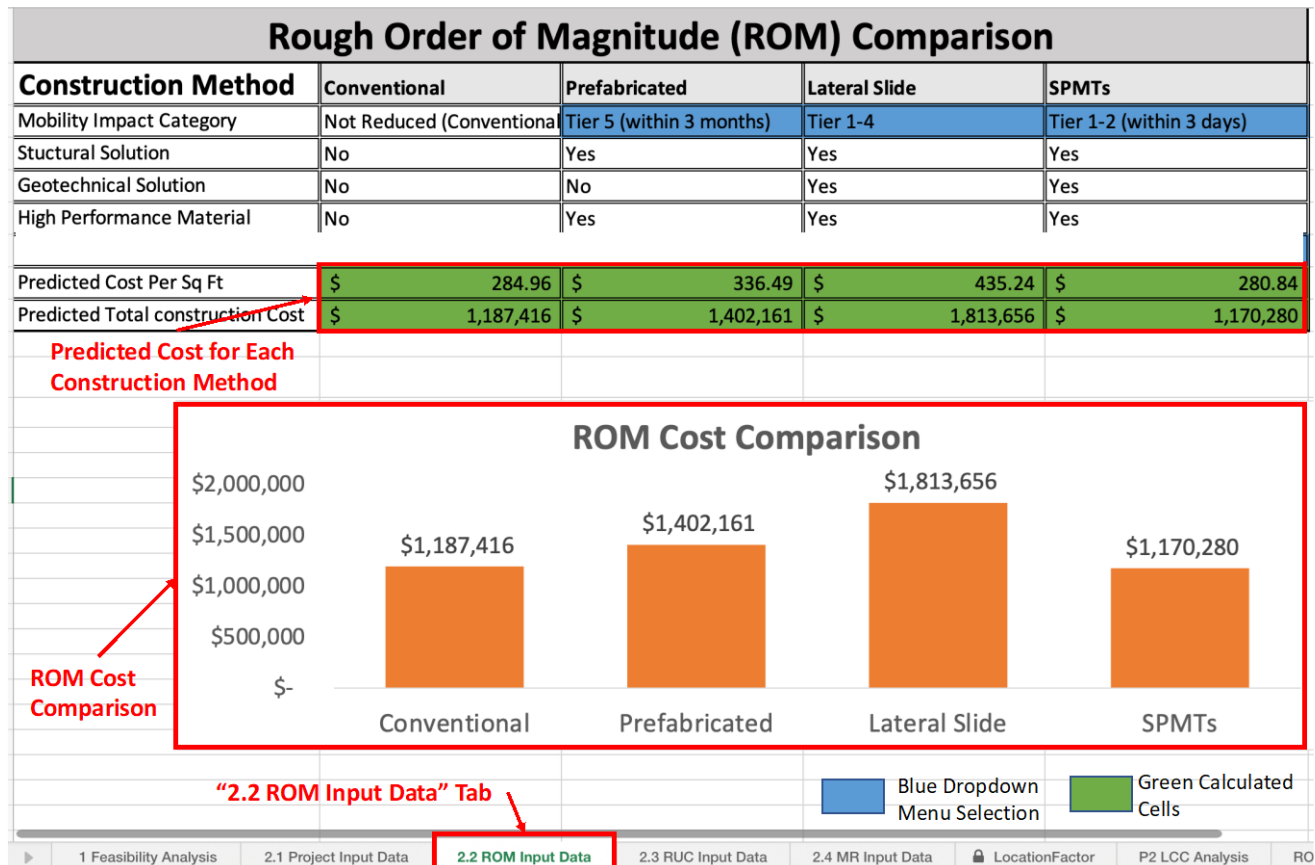 Rough Order of Magnitude (ROM) Comparison
Construction Method Conventional Prefabricated Lateral Slide SPMTs
Mobility Impact Category Not Reduced (Conventional Tier 5 (within 3 months) Tier 1-4 Tier 1-2 (within 3 days)
Stuctural Solution No Yes Yes Yes
Geotechnical Solution No No Yes Yes
High Performance Material No Yes Yes Yes
Predicted Cost Per Sq Ft $ 284.96 $ 336.49 $ 435.24 $ 280.84
Predicted Total construction Cost $ 1,187,416 $ 1,402,161 $ 1,813,656 $ 1,170,280
Predicted Cost for Each
Construction Method
ROM Cost Comparison
$2,000,000
$1,500,000
$1,000,000
$500,000
$-
$1,187,416
$1,402,161
$1,813,656
$1,170,280
Conventional Prefabricated Lateral Slide SPMTs
ROM Cost
Comparison
"2.2 ROM Input Data" Tab
Blue Dropdown
Menu Selection
Green Calculated
Cells
1 Feasibility Analysis 2.1 Project Input Data 2.2 ROM Input Data 2.3 RUC Input Data 2.4 MR Input Data LocationFactor P2 LCC Analysis RO